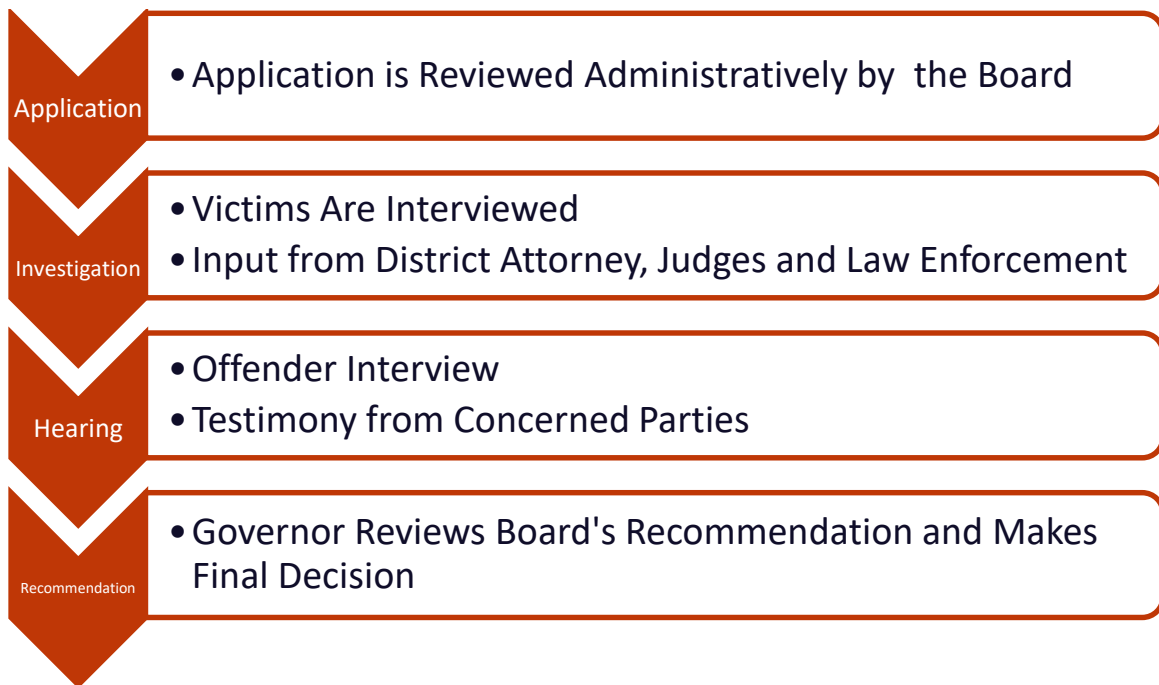 Application
• Application is Reviewed Administratively by  the Board
Investigation
• Victims Are Interviewed
• Input from District Attorney, Judges and Law Enforcement
Hearing
• Offender Interview
• Testimony from Concerned Parties
Recommendation
• Governor Reviews Board's Recommendation and Makes
Final Decision